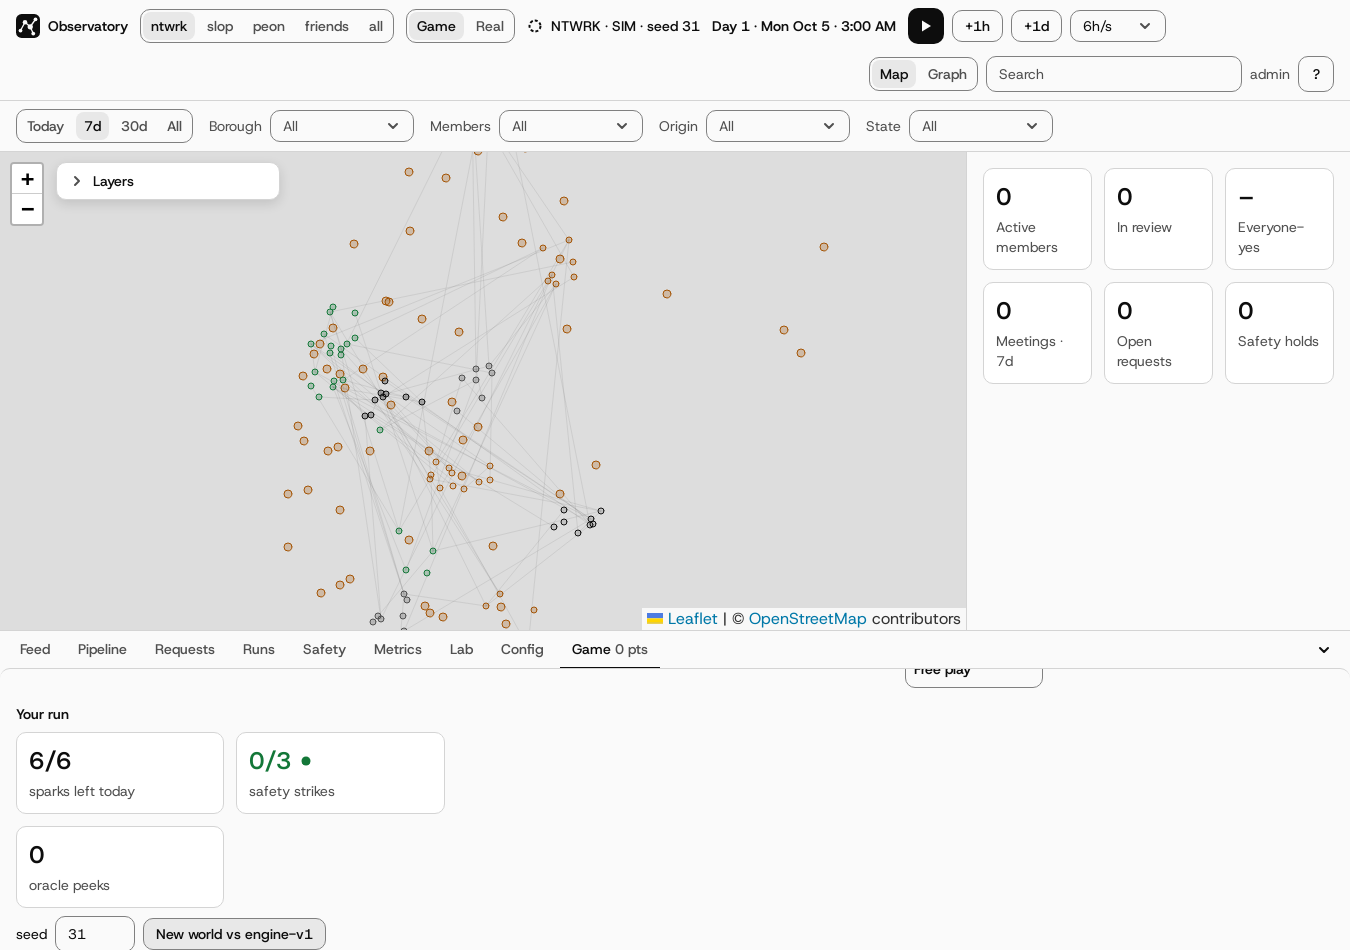 Observatory ntwrk slop peon friends all Game Real NTWRK · SIM · seed 31 Day 1 · Mon Oct 5 · 3:00 AM +1h +1d 6h/s
Map Graph Search admin ?
Today 7d 30d All Borough All Members All Origin All State All
+
−
Layers
0
Active
members
0
In review
–
Everyone-
yes
0
Meetings ·
7d
0
Open
requests
0
Safety holds
Leaflet | © OpenStreetMap contributors
Feed Pipeline Requests Runs Safety Metrics Lab Config Game 0 pts
Free play
Your run
6/6
sparks left today
0/3
safety strikes
0
oracle peeks
seed 31 New world vs engine-v1